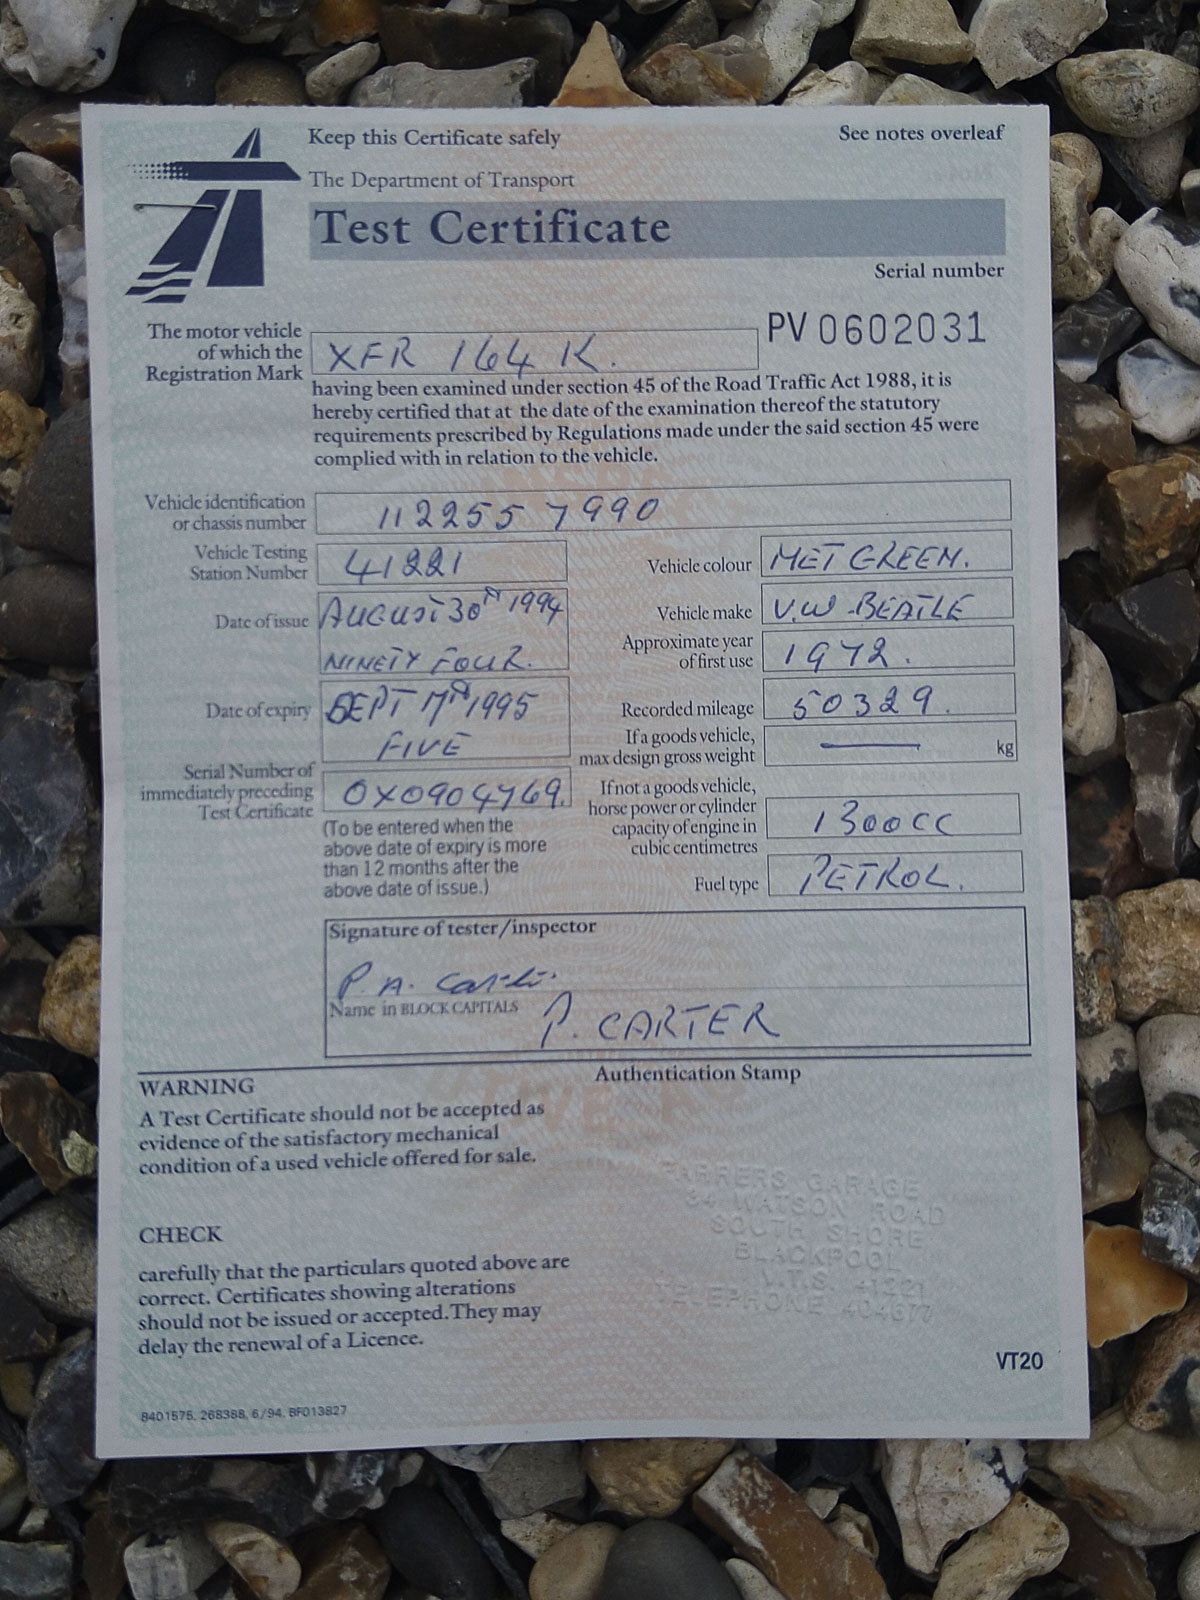 Keep this Certificate safely
See notes overleaf
The Department of Transport
Test Certificate
Serial number
PV 0602031
The motor vehicle
of which the
Registration Mark
XFR 164 K.
having been examined under section 45 of the Road Traffic Act 1988, it is
hereby certified that at the date of the examination thereof the statutory
requirements prescribed by Regulations made under the said section 45 were
complied with in relation to the vehicle.
Vehicle identification
or chassis number
1122557990
Vehicle Testing
Station Number
41221
Vehicle colour
MET GREEN.
Date of issue
AUGUST 30TH 1994
NINETY FOUR.
Vehicle make
V.W. BEATLE
Approximate year
of first use
1972.
Date of expiry
SEPT 17TH 1995
FIVE
Recorded mileage
50329.
If a goods vehicle,
max design gross weight
kg
Serial Number of
immediately preceding
Test Certificate
0X0904769.
(To be entered when the
above date of expiry is more
than 12 months after the
above date of issue.)
If not a goods vehicle,
horse power or cylinder
capacity of engine in
cubic centimetres
1300cc
Fuel type
PETROL.
Signature of tester/inspector
P. A. Carter
Name in BLOCK CAPITALS
P. CARTER
WARNING
A Test Certificate should not be accepted as
evidence of the satisfactory mechanical
condition of a used vehicle offered for sale.
Authentication Stamp
FARRERS GARAGE
34 WATSON ROAD
SOUTH SHORE
BLACKPOOL
V.T.S. 41221
TELEPHONE 404677
CHECK
carefully that the particulars quoted above are
correct. Certificates showing alterations
should not be issued or accepted. They may
delay the renewal of a Licence.
VT20
8401575. 268388. 6/94. BF013827